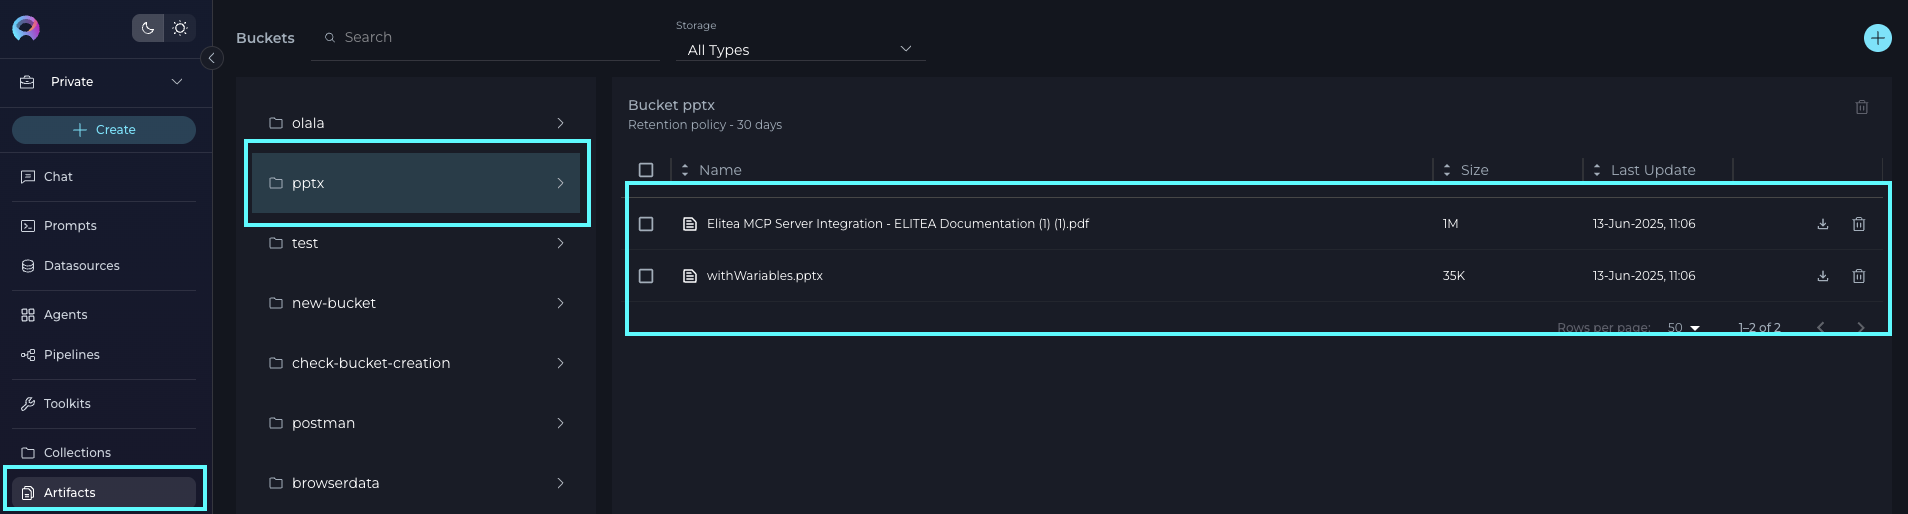 Private
Create
Chat
Prompts
Datasources
Agents
Pipelines
Toolkits
Collections
Artifacts
Buckets
Search
Storage
All Types
olala
pptx
test
new-bucket
check-bucket-creation
postman
browserdata
Bucket pptx
Retention policy - 30 days
Name Size Last Update
Elitea MCP Server Integration - ELITEA Documentation (1) (1).pdf 1M 13-Jun-2025, 11:06
withWariables.pptx 35K 13-Jun-2025, 11:06
Rows per page: 50 1–2 of 2